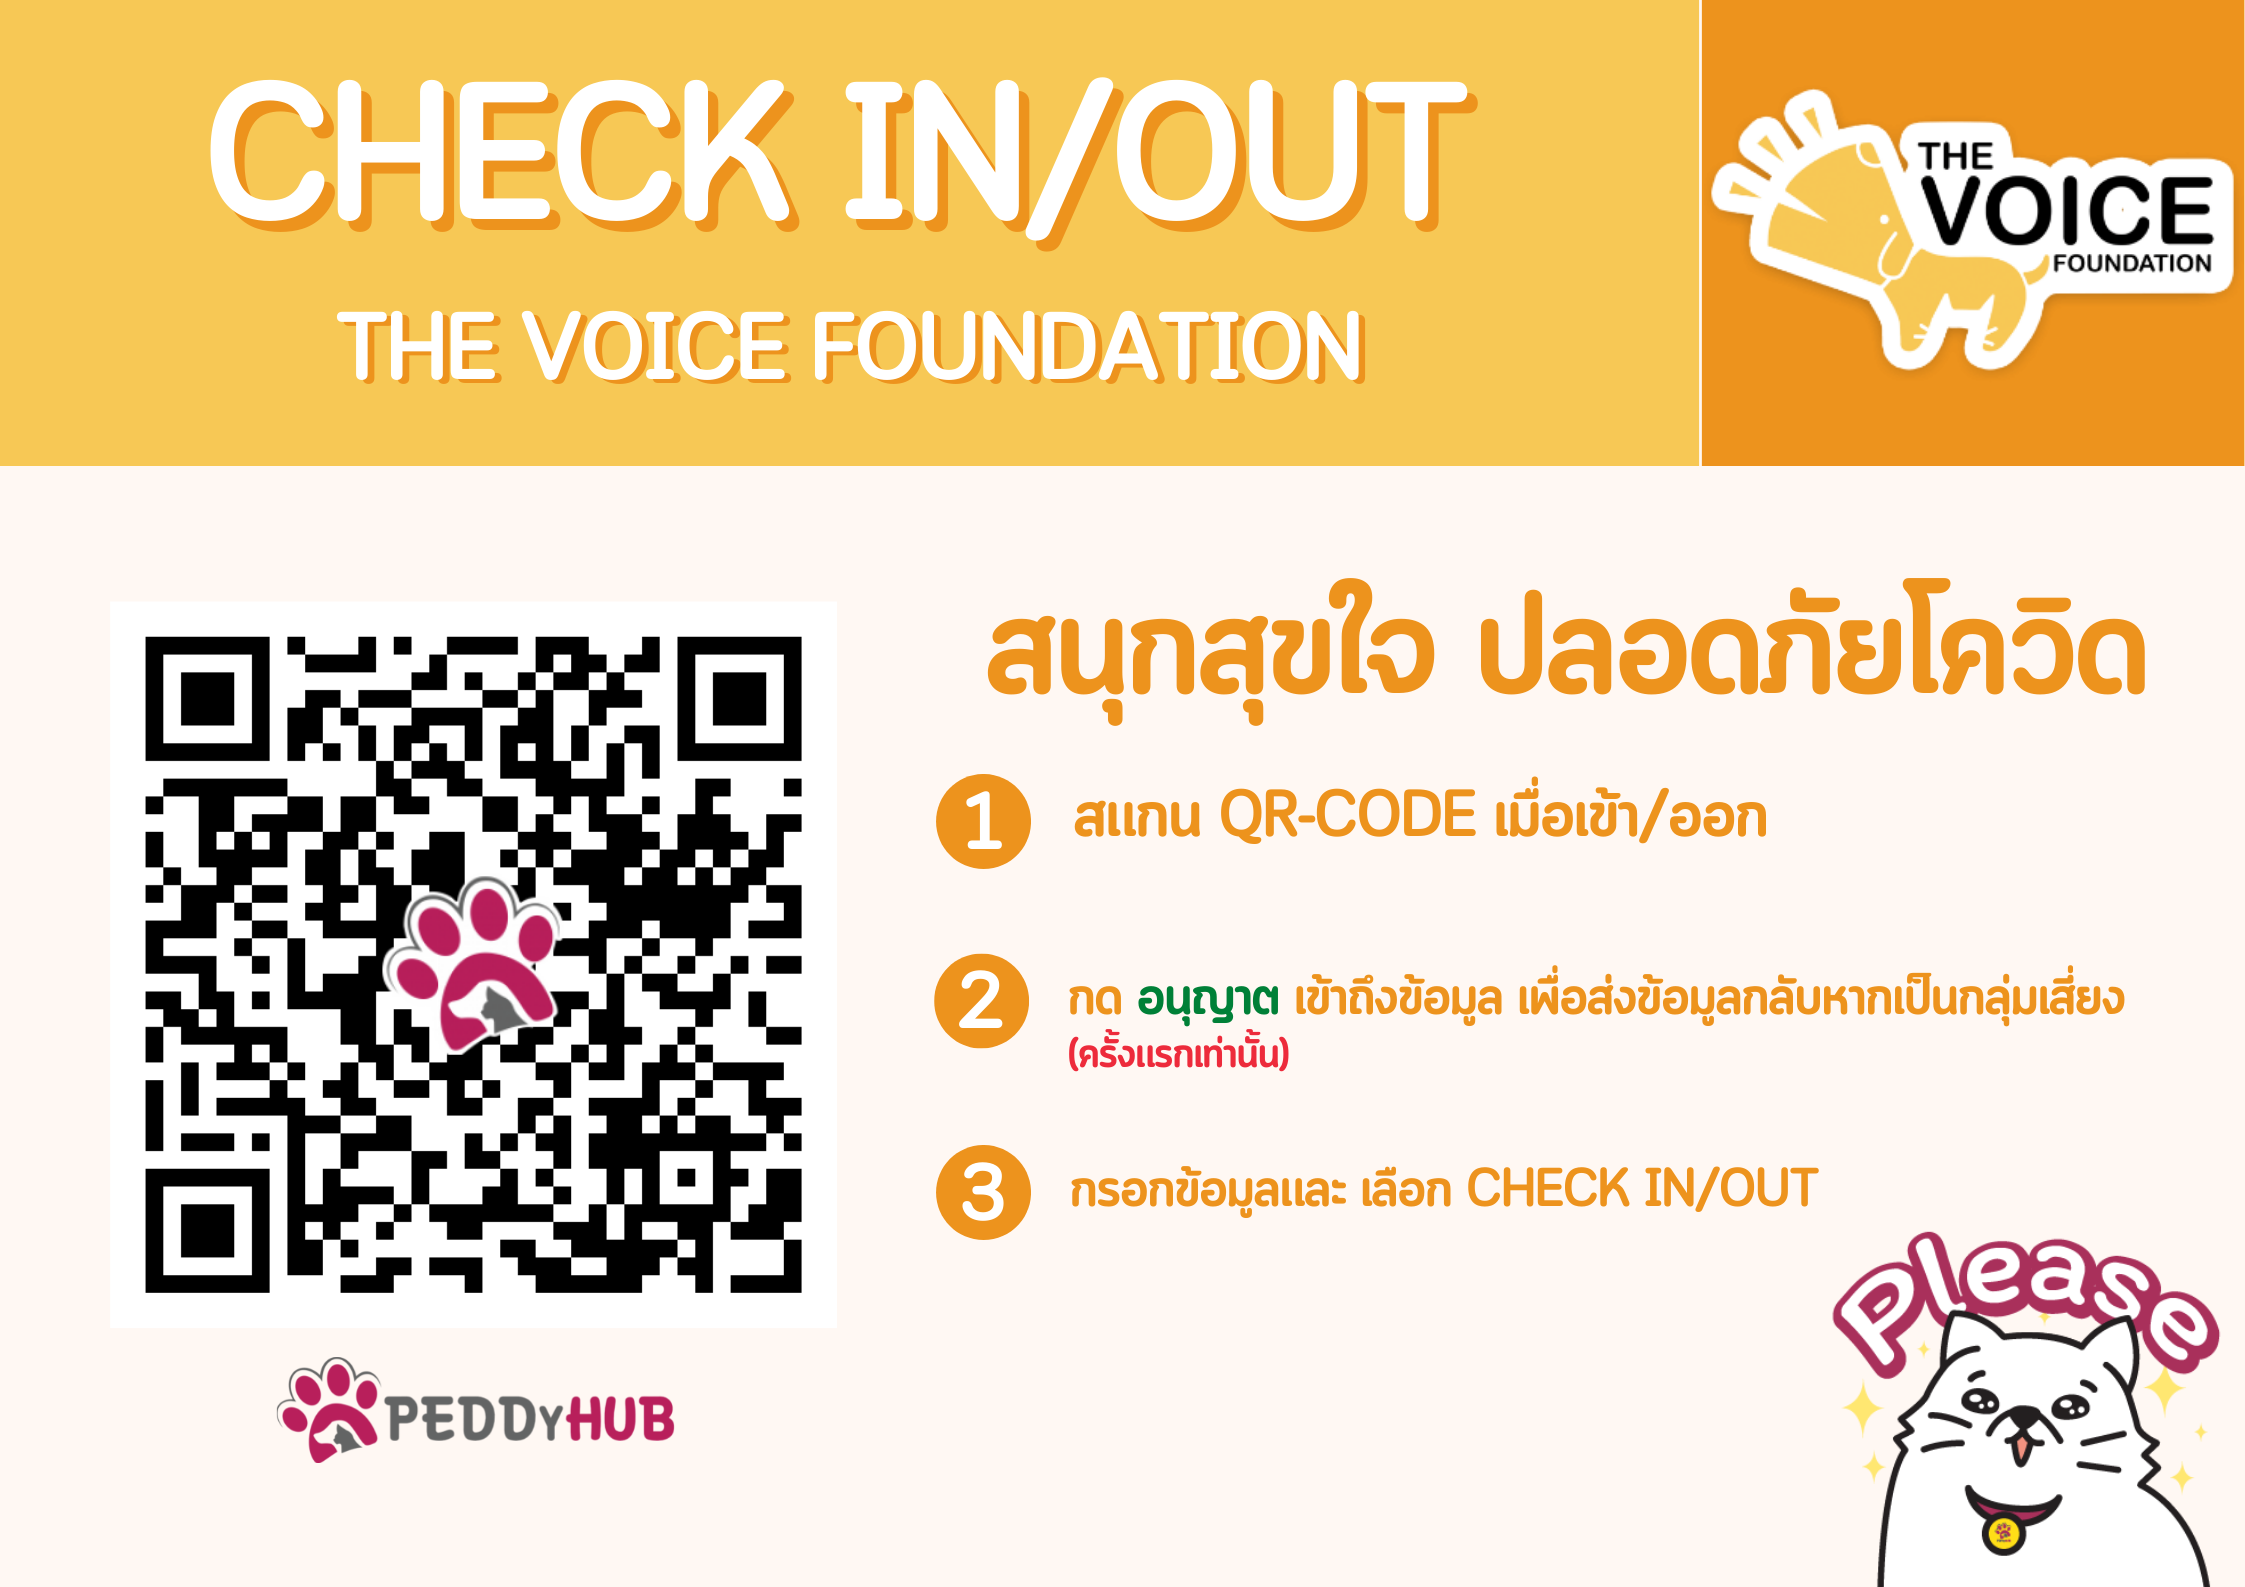 CHECK IN/OUT
THE VOICE FOUNDATION
THE
VOICE
FOUNDATION
สนุกสุขใจ ปลอดภัยโควิด
1 สแกน QR-CODE เมื่อเข้า/ออก
2 กด อนุญาต เข้าถึงข้อมูล เพื่อส่งข้อมูลกลับหากเป็นกลุ่มเสี่ยง
(ครั้งแรกเท่านั้น)
3 กรอกข้อมูลและ เลือก CHECK IN/OUT
PEDDyHUB
Please